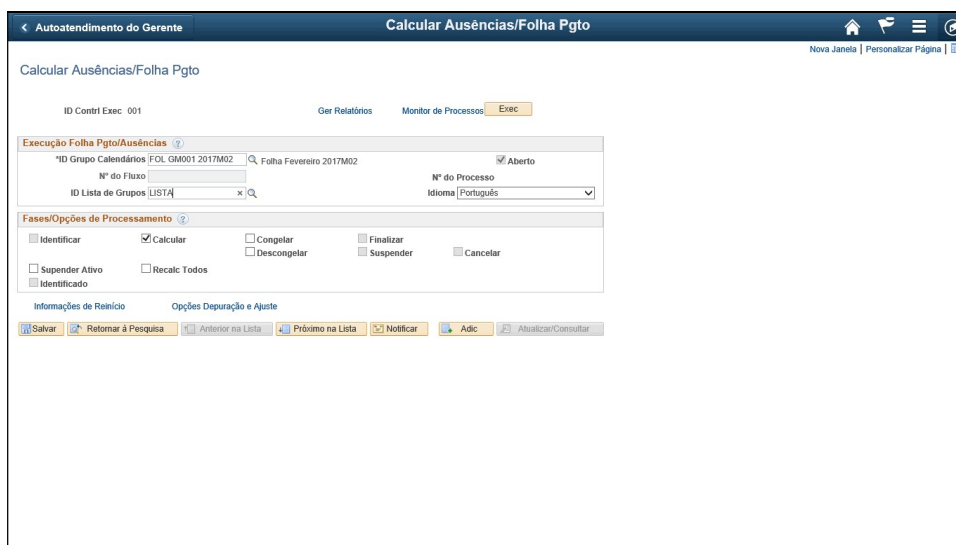 Autoatendimento do Gerente Calcular Ausências/Folha Pgto
Nova Janela | Personalizar Página |
Calcular Ausências/Folha Pgto
ID Contrl Exec 001 Ger Relatórios Monitor de Processos Exec
Execução Folha Pgto/Ausências ?
*ID Grupo Calendários FOL GM001 2017M02 Folha Fevereiro 2017M02 Aberto
Nº do Fluxo Nº do Processo
ID Lista de Grupos LISTA × Idioma Português
Fases/Opções de Processamento ?
Identificar Calcular Congelar Finalizar
Descongelar Suspender Cancelar
Supender Ativo Recalc Todos
Identificado
Informações de Reinício Opções Depuração e Ajuste
Salvar Retornar á Pesquisa Anterior na Lista Próximo na Lista Notificar Adic Atualizar/Consultar